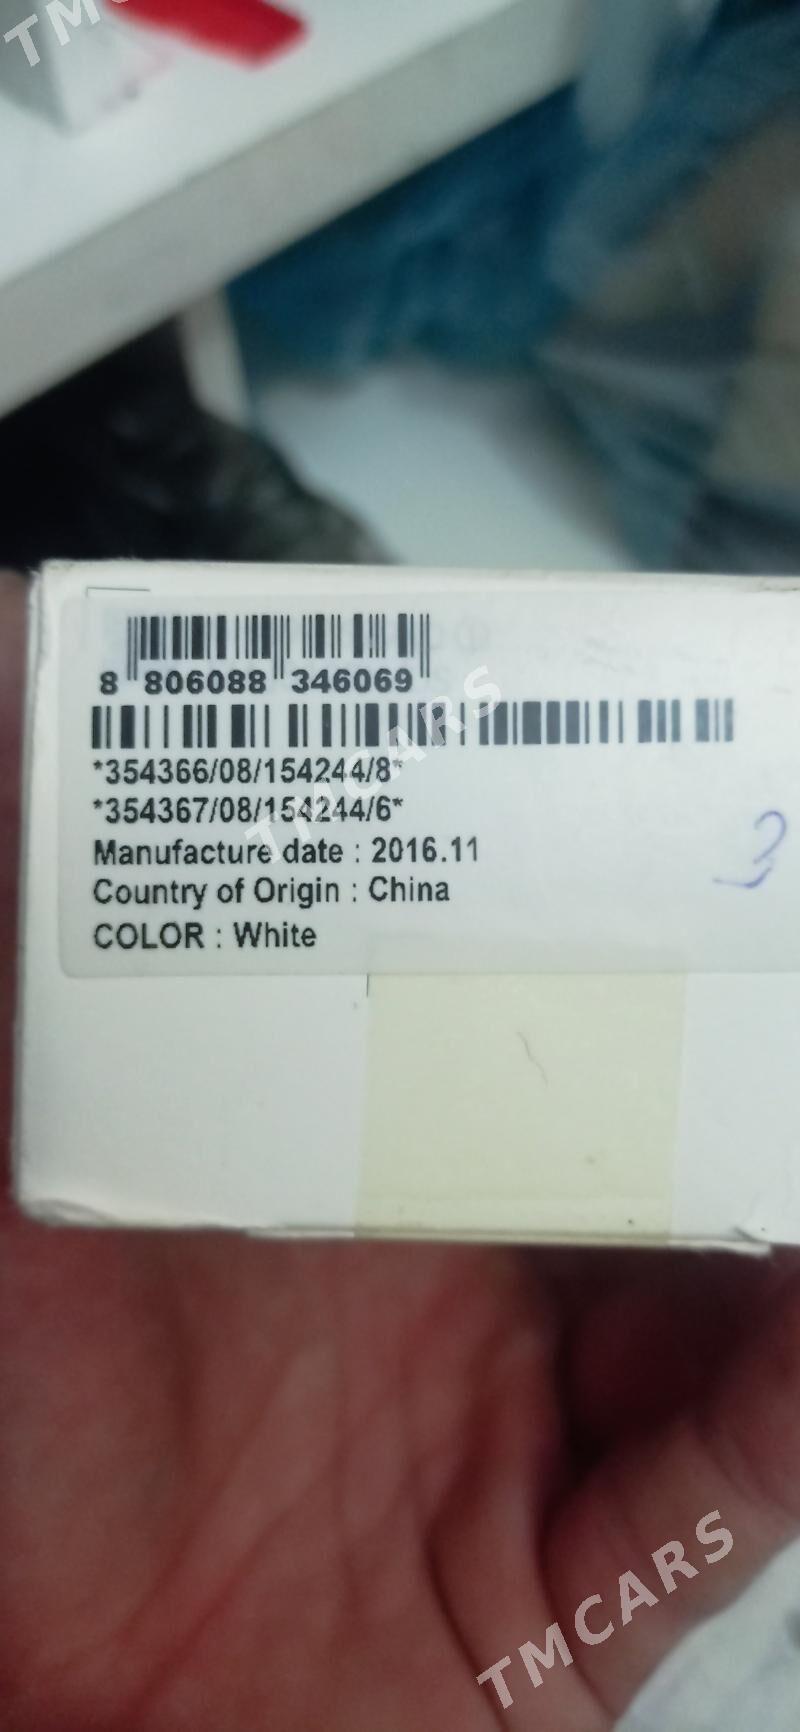 TMCARS
8 806088 346069
*354366/08/154244/8*
*354367/08/154244/6*
Manufacture date : 2016.11
Country of Origin : China
COLOR : White
3
TMCARS
TMCARS